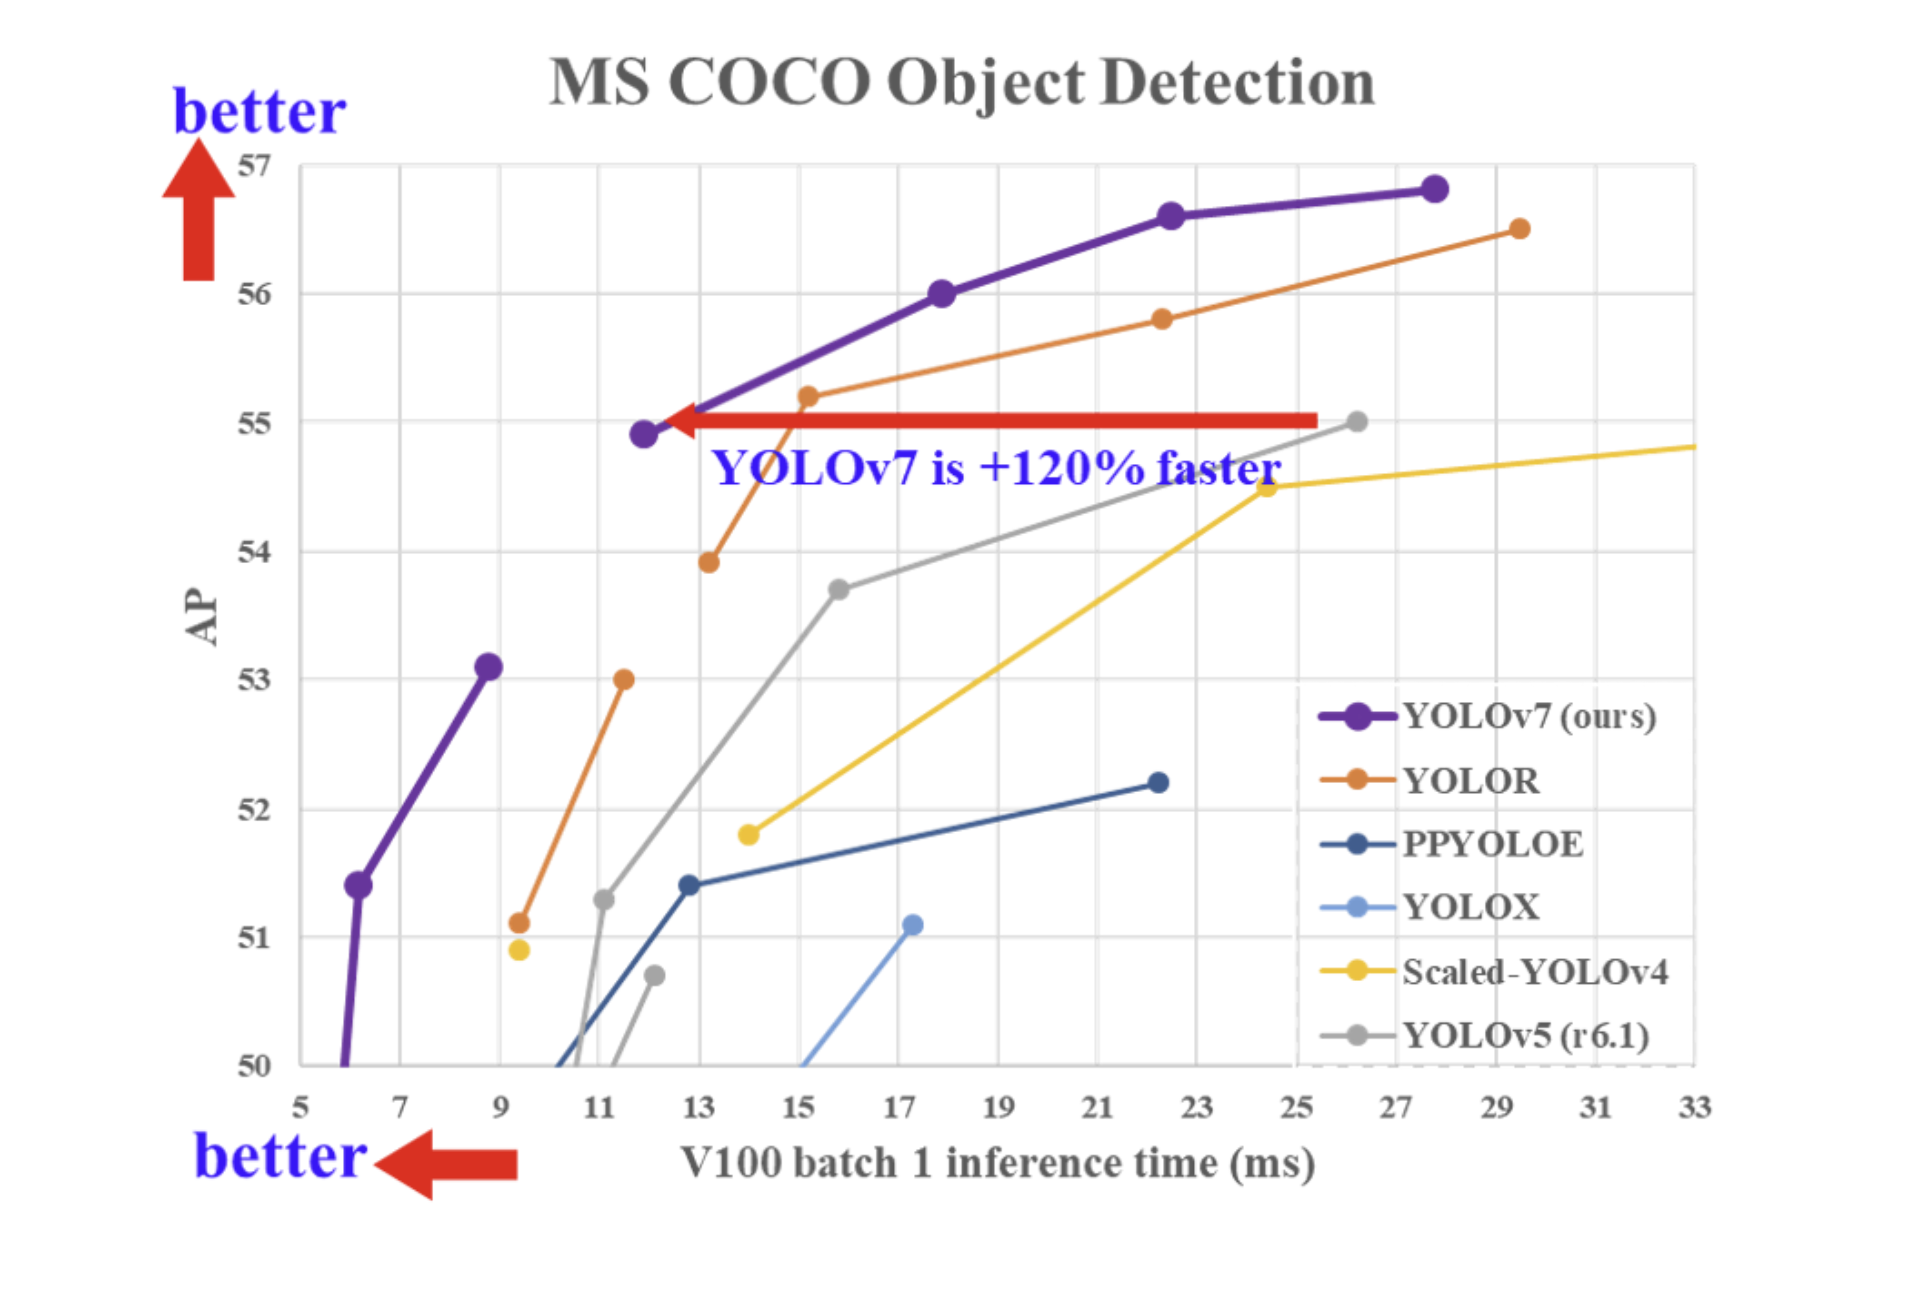 MS COCO Object Detection
better
57
56
55
54
53
52
51
50
AP
YOLOv7 is +120% faster
YOLOv7 (ours)
YOLOR
PPYOLOE
YOLOX
Scaled-YOLOv4
YOLOv5 (r6.1)
5 7 9 11 13 15 17 19 21 23 25 27 29 31 33
better
V100 batch 1 inference time (ms)